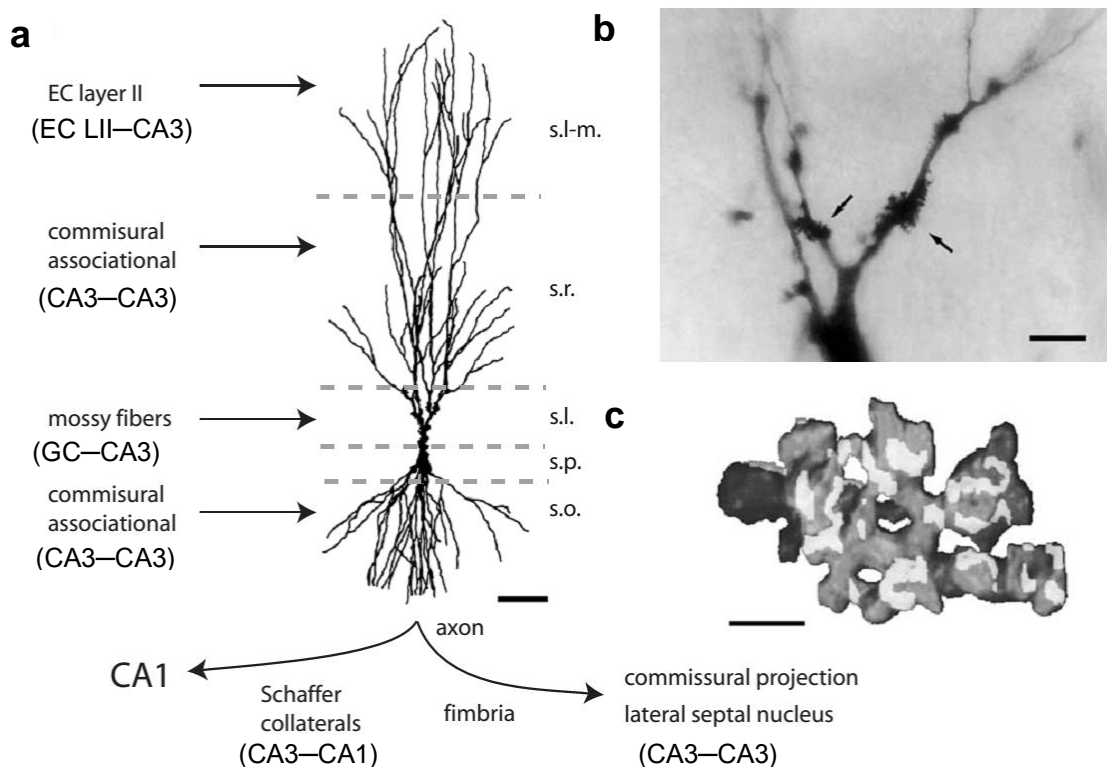 a
EC layer II
(EC LII—CA3)
s.l-m.
commisural
associational
(CA3—CA3)
s.r.
mossy fibers
(GC—CA3)
s.l.
s.p.
commisural
associational
(CA3—CA3)
s.o.
axon
CA1
Schaffer
collaterals
(CA3—CA1)
fimbria
commissural projection
lateral septal nucleus
(CA3—CA3)
b
c